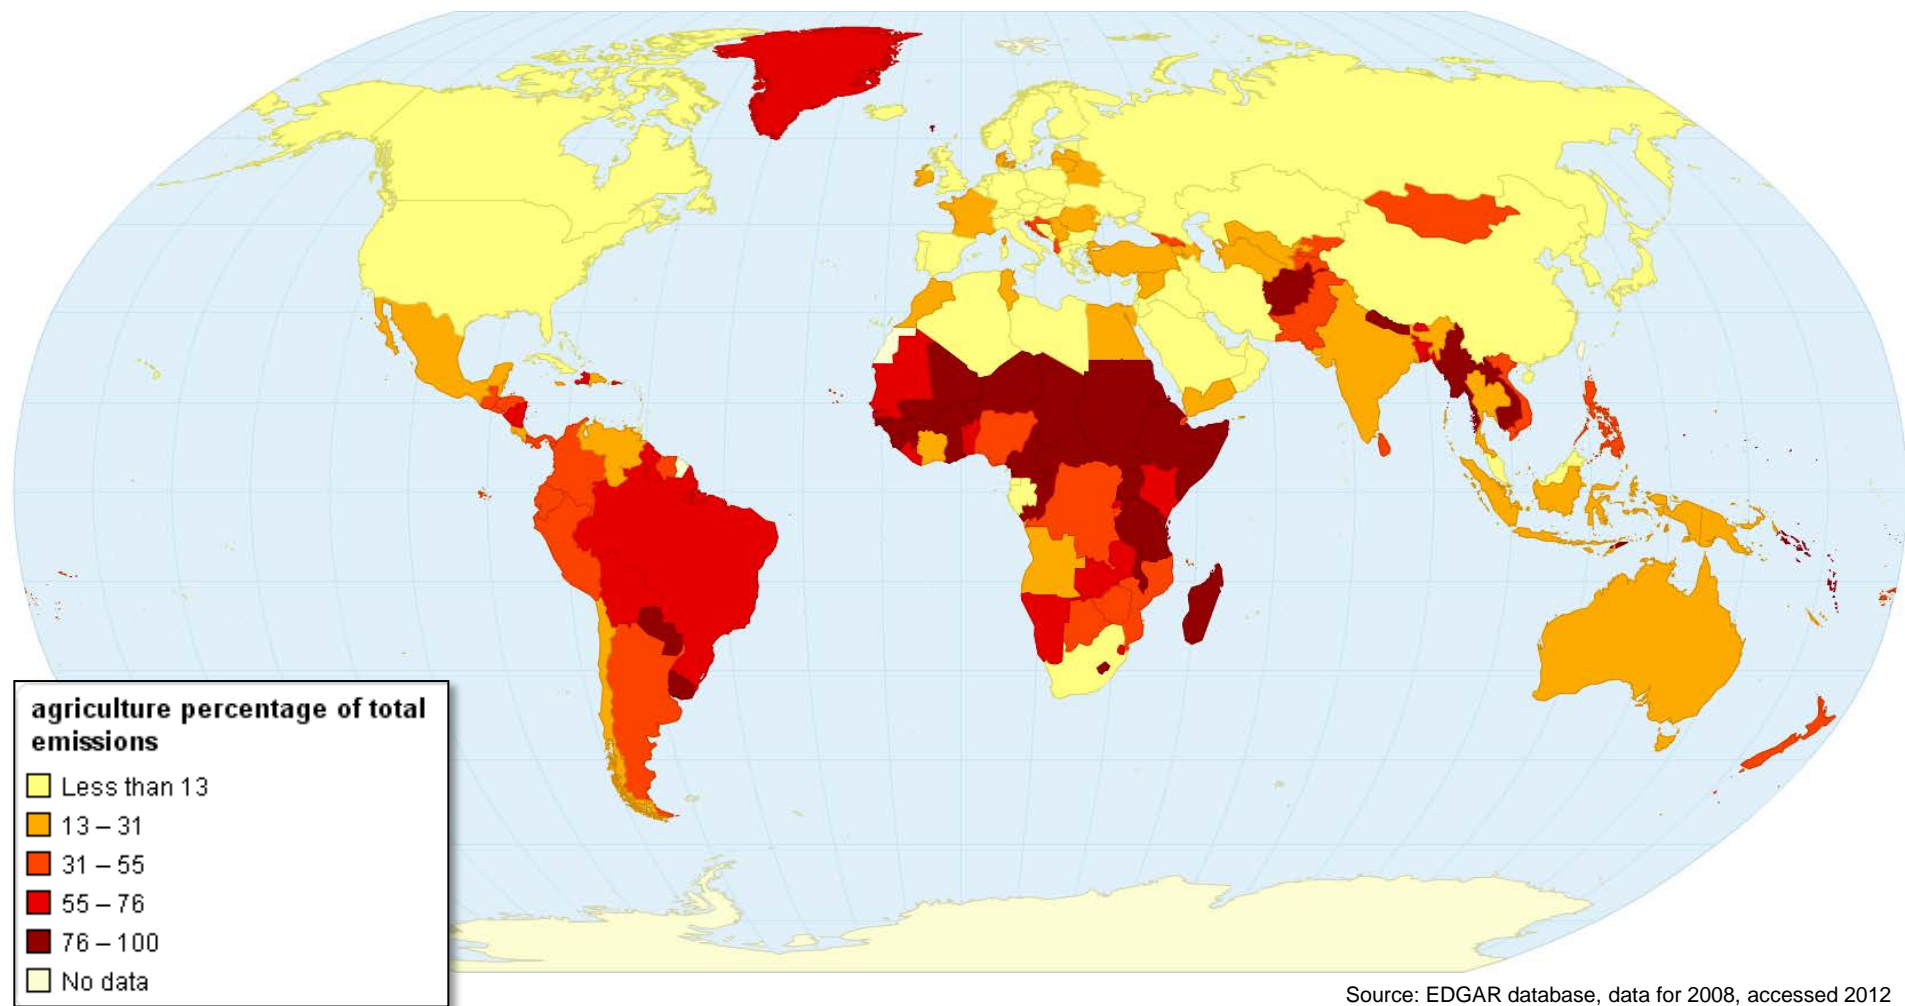 agriculture percentage of total
emissions
Less than 13
13 – 31
31 – 55
55 – 76
76 – 100
No data
Source: EDGAR database, data for 2008, accessed 2012